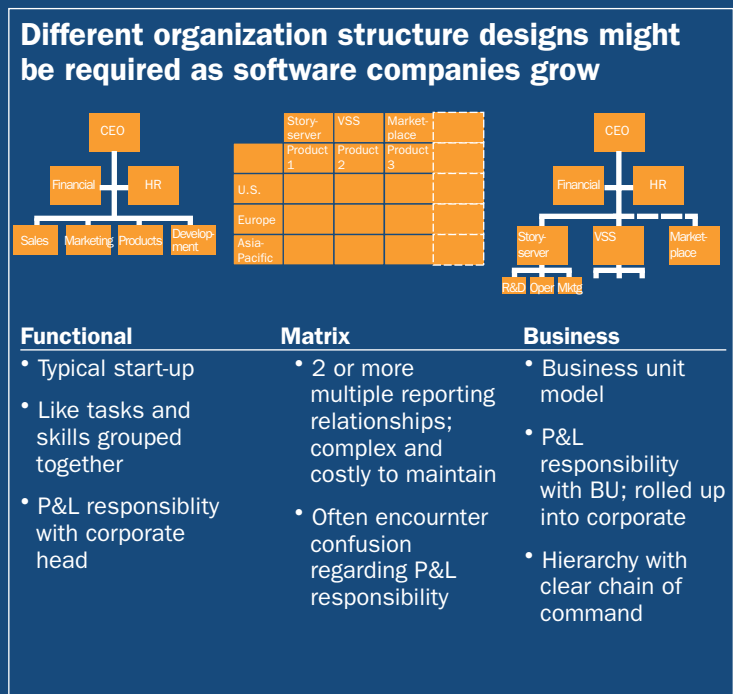 Different organization structure designs might
be required as software companies grow
CEO
Financial
HR
Sales
Marketing
Products
Develop-
ment
Story-
server
VSS
Market-
place
Product
1
Product
2
Product
3
U.S.
Europe
Asia-
Pacific
CEO
Financial
HR
Story-
server
VSS
Market-
place
R&D
Oper
Mktg
Functional
• Typical start-up
• Like tasks and
skills grouped
together
• P&L responsiblity
with corporate
head
Matrix
• 2 or more
multiple reporting
relationships;
complex and
costly to maintain
• Often encournter
confusion
regarding P&L
responsibility
Business
• Business unit
model
• P&L
responsibility
with BU; rolled up
into corporate
• Hierarchy with
clear chain of
command